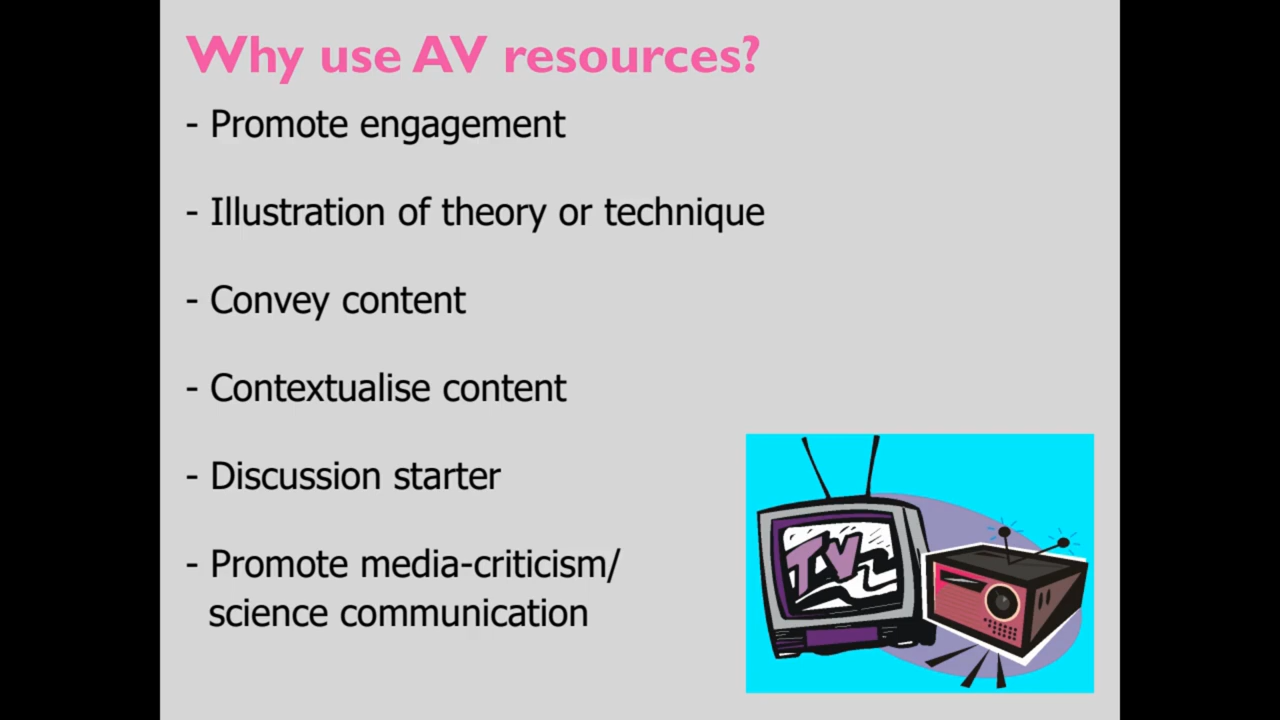 Why use AV resources?
- Promote engagement
- Illustration of theory or technique
- Convey content
- Contextualise content
- Discussion starter
- Promote media-criticism/
science communication
TV